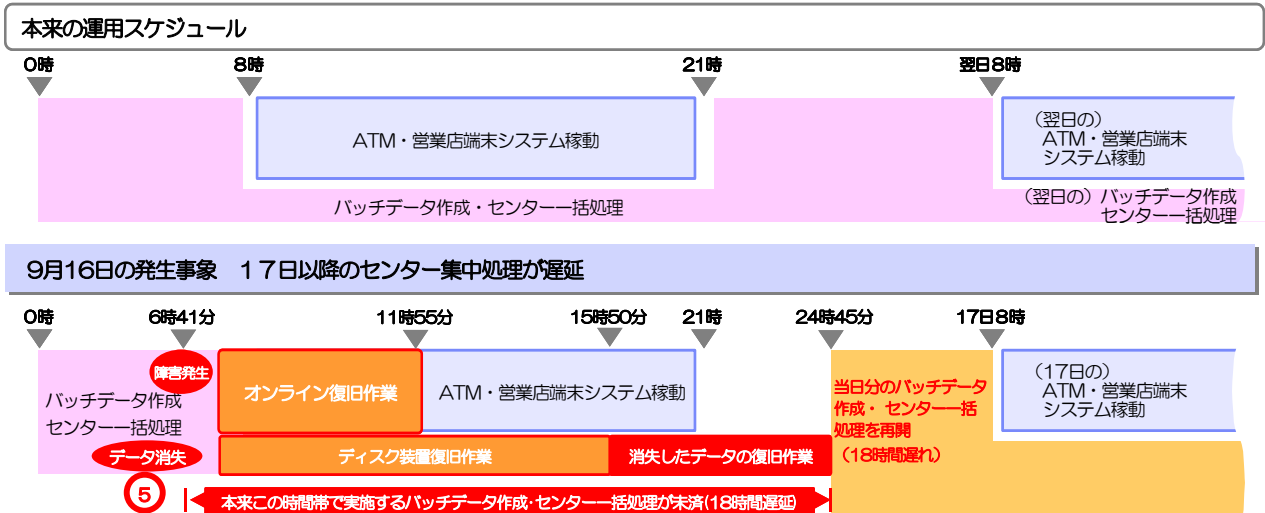 本来の運用スケジュール
0時
8時
21時
翌日8時
ATM・営業店端末システム稼動
（翌日の）
ATM・営業店端末
システム稼動
バッチデータ作成・センター一括処理
（翌日の）バッチデータ作成
センター一括処理
9月16日の発生事象　１７日以降のセンター集中処理が遅延
0時
6時41分
11時55分
15時50分
21時
24時45分
17日8時
障害発生
バッチデータ作成
センター一括処理
データ消失
⑤
オンライン復旧作業
ATM・営業店端末システム稼動
ディスク装置復旧作業
消失したデータの復旧作業
当日分のバッチデータ
作成・ センター一括
処理を再開
（18時間遅れ）
（17日の）
ATM・営業店端末
システム稼動
本来この時間帯で実施するバッチデータ作成･センター一括処理が未済(18時間遅延)